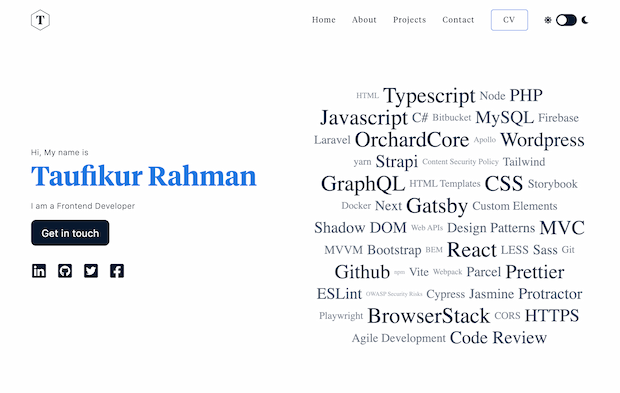 T
Home About Projects Contact CV
Hi, My name is
Taufikur Rahman
I am a Frontend Developer
Get in touch
HTML Typescript Node PHP
Javascript C# Bitbucket MySQL Firebase
Laravel OrchardCore Apollo Wordpress
yarn Strapi Content Security Policy Tailwind
GraphQL HTML Templates CSS Storybook
Docker Next Gatsby Custom Elements
Shadow DOM Web APIs Design Patterns MVC
MVVM Bootstrap BEM React LESS Sass Git
Github npm Vite Webpack Parcel Prettier
ESLint OWASP Security Risks Cypress Jasmine Protractor
Playwright BrowserStack CORS HTTPS
Agile Development Code Review